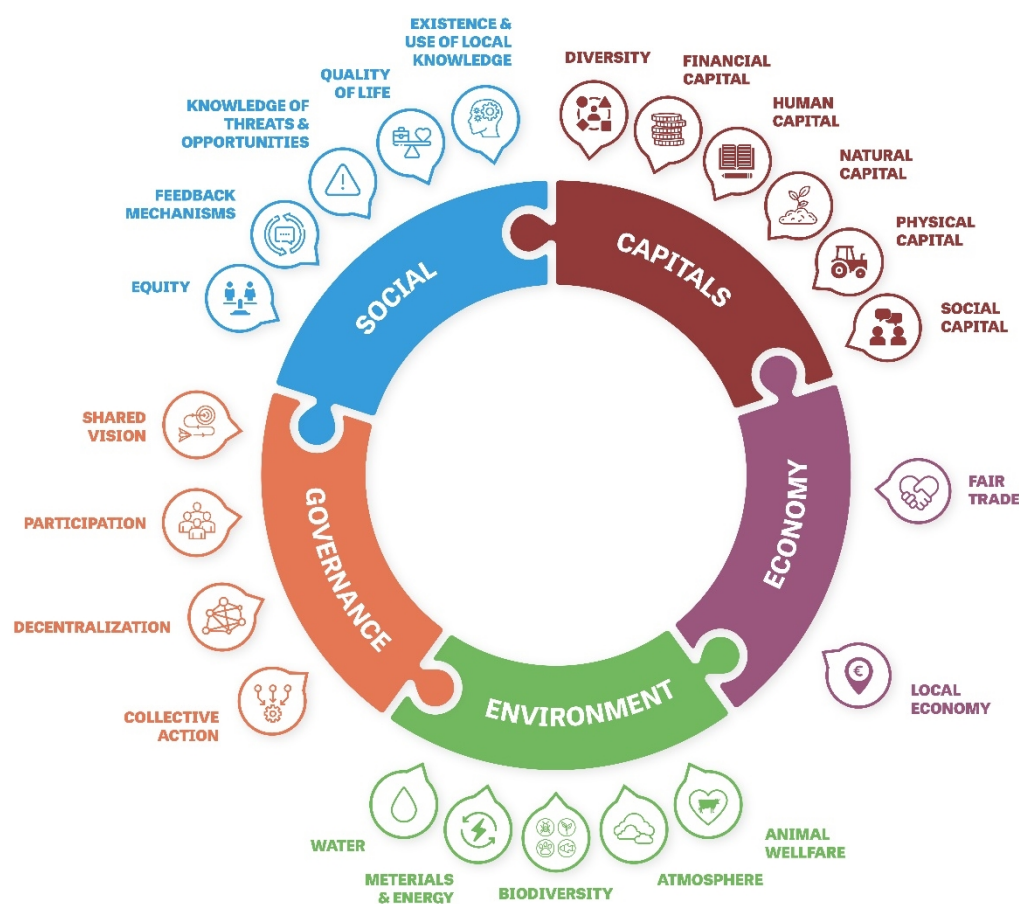 EXISTENCE &
USE OF LOCAL
KNOWLEDGE
QUALITY
OF LIFE
KNOWLEDGE OF
THREATS &
OPPORTUNITIES
FEEDBACK
MECHANISMS
EQUITY
SOCIAL
DIVERSITY
FINANCIAL
CAPITAL
HUMAN
CAPITAL
NATURAL
CAPITAL
PHYSICAL
CAPITAL
SOCIAL
CAPITAL
CAPITALS
SHARED
VISION
PARTICIPATION
DECENTRALIZATION
COLLECTIVE
ACTION
GOVERNANCE
FAIR
TRADE
€
LOCAL
ECONOMY
ECONOMY
ENVIRONMENT
WATER
METERIALS
& ENERGY
BIODIVERSITY
ATMOSPHERE
ANIMAL
WELLFARE